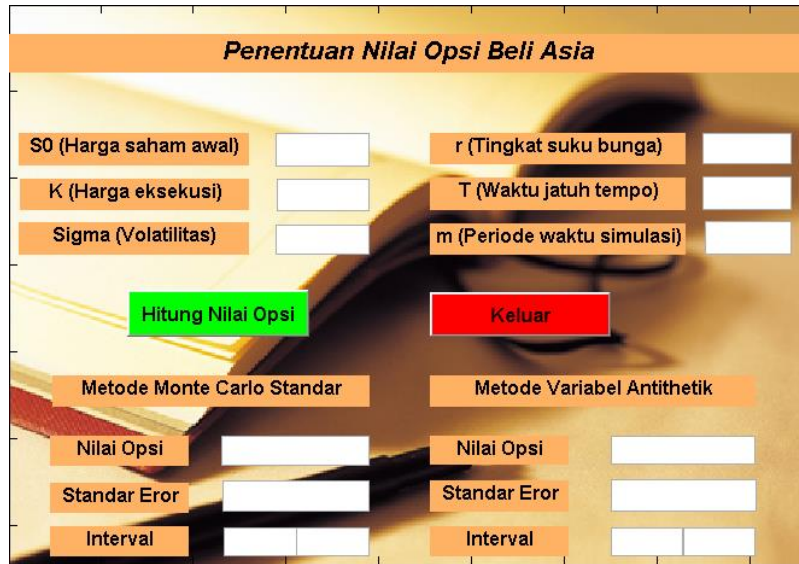 Penentuan Nilai Opsi Beli Asia
S0 (Harga saham awal)
r (Tingkat suku bunga)
K (Harga eksekusi)
T (Waktu jatuh tempo)
Sigma (Volatilitas)
m (Periode waktu simulasi)
Hitung Nilai Opsi
Keluar
Metode Monte Carlo Standar
Metode Variabel Antithetik
Nilai Opsi
Nilai Opsi
Standar Eror
Standar Eror
Interval
Interval